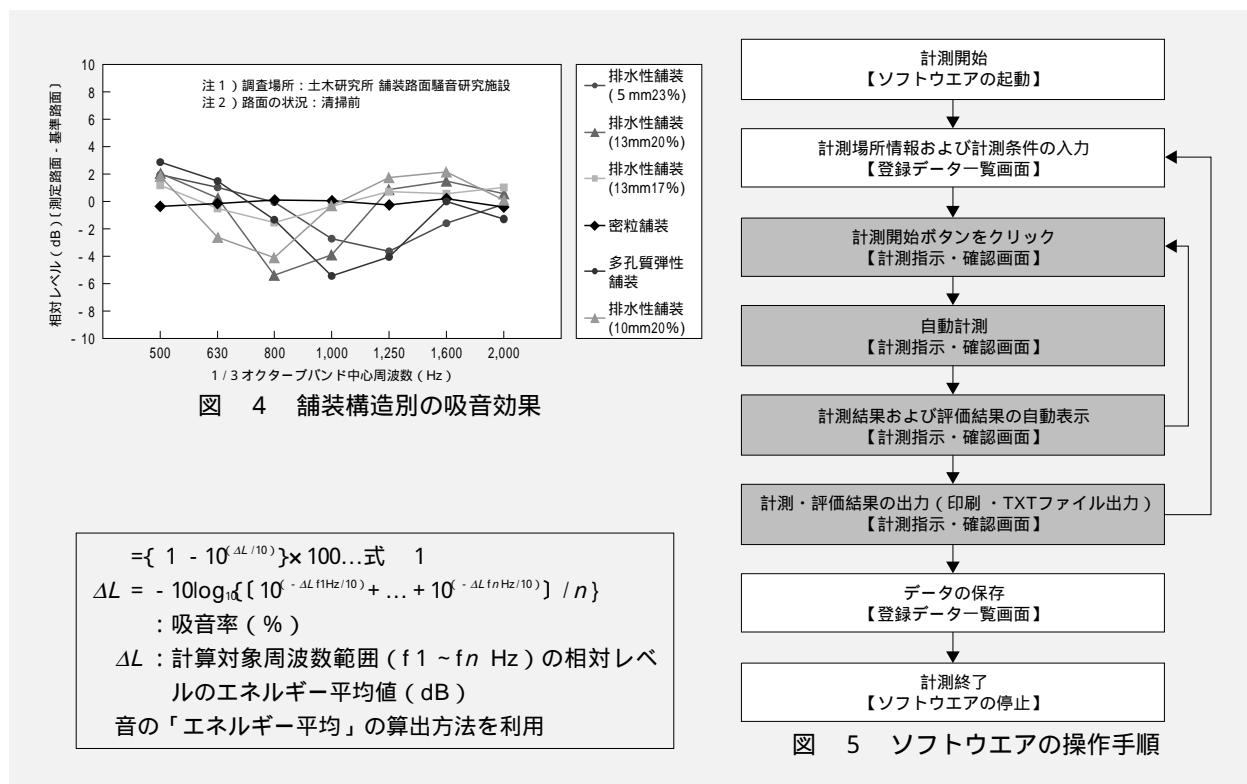 10
8
6
4
2
0
- 2
- 4
- 6
- 8
- 10
相対レベル（dB）〔測定路面 - 基準路面〕
注1）調査場所：土木研究所 舗装路面騒音研究施設
注2）路面の状況：清掃前
500 630 800 1,000 1,250 1,600 2,000
1 / 3 オクターブバンド中心周波数（Hz）
排水性舗装
(5mm23%)
排水性舗装
(13mm20%)
排水性舗装
(13mm17%)
密粒舗装
多孔質弾性
舗装
排水性舗装
(10mm20%)
図 4 舗装構造別の吸音効果
={ 1 - 10^(ΔL/10)}×100…式 1
ΔL = - 10log10{〔10^( - ΔLf1Hz/10)+ … + 10^( - ΔLfnHz/10)〕/n}
：吸音率（%）
ΔL：計算対象周波数範囲（f 1 ~ fn Hz）の相対レベ
ルのエネルギー平均値（dB）
音の「エネルギー平均」の算出方法を利用
計測開始
【ソフトウエアの起動】
計測場所情報および計測条件の入力
【登録データ一覧画面】
計測開始ボタンをクリック
【計測指示・確認画面】
自動計測
【計測指示・確認画面】
計測結果および評価結果の自動表示
【計測指示・確認画面】
計測・評価結果の出力（印刷・TXTファイル出力）
【計測指示・確認画面】
データの保存
【登録データ一覧画面】
計測終了
【ソフトウエアの停止】
図 5 ソフトウエアの操作手順